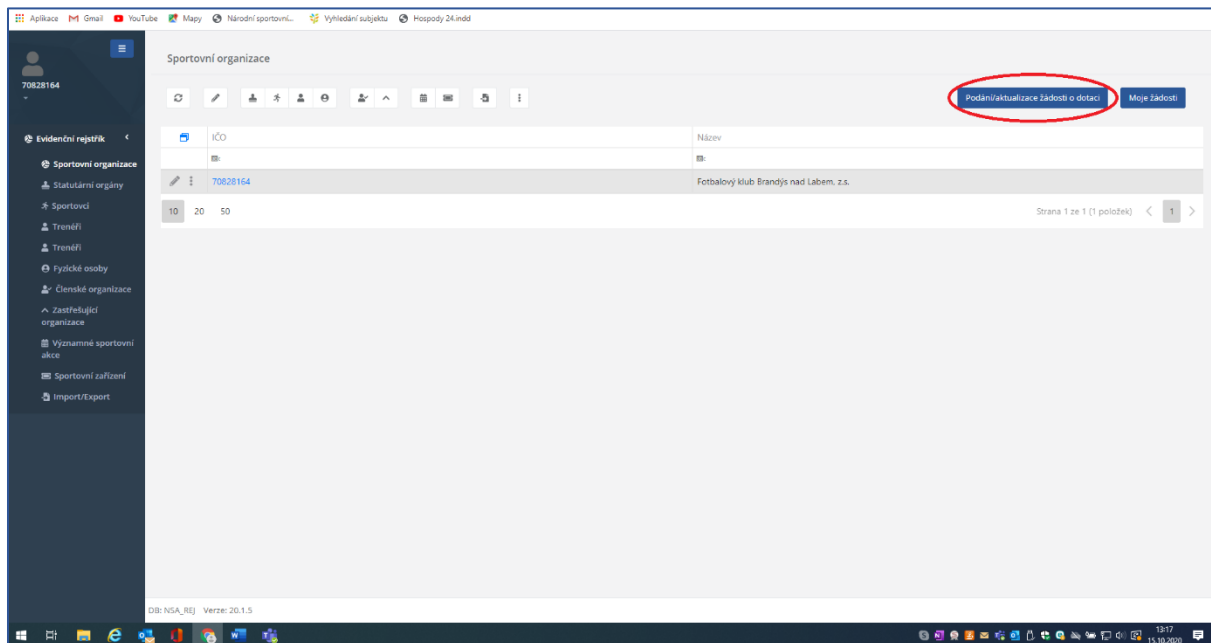 Aplikace Gmail YouTube Mapy Národní sportovní... Vyhledání subjektu Hospody 24.indd
70828164
Evidenční rejstřík
Sportovní organizace
Statutární orgány
Sportovci
Trenéři
Trenéři
Fyzické osoby
Členské organizace
Zastřešující
organizace
Významné sportovní
akce
Sportovní zařízení
Import/Export
Sportovní organizace
Podání/aktualizace žádosti o dotaci Moje žádosti
IČO Název
70828164 Fotbalový klub Brandýs nad Labem, z.s.
10 20 50 Strana 1 ze 1 (1 položek) 1
DB: NSA_REJ Verze: 20.1.5
13:17
15.10.2020